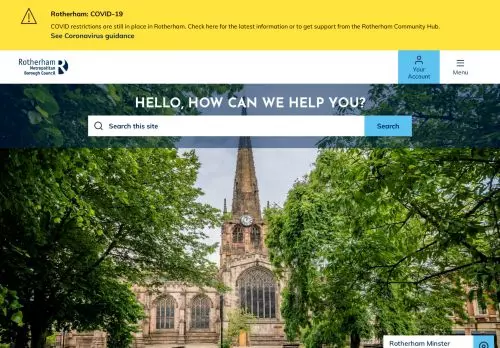 Rotherham: COVID-19
COVID restrictions are still in place in Rotherham. Check here for the latest information or to get support from the Rotherham Community Hub.
See Coronavirus guidance
Rotherham
Metropolitan
Borough Council
Your
Account
Menu
HELLO, HOW CAN WE HELP YOU?
Search this site
Search
Rotherham Minster